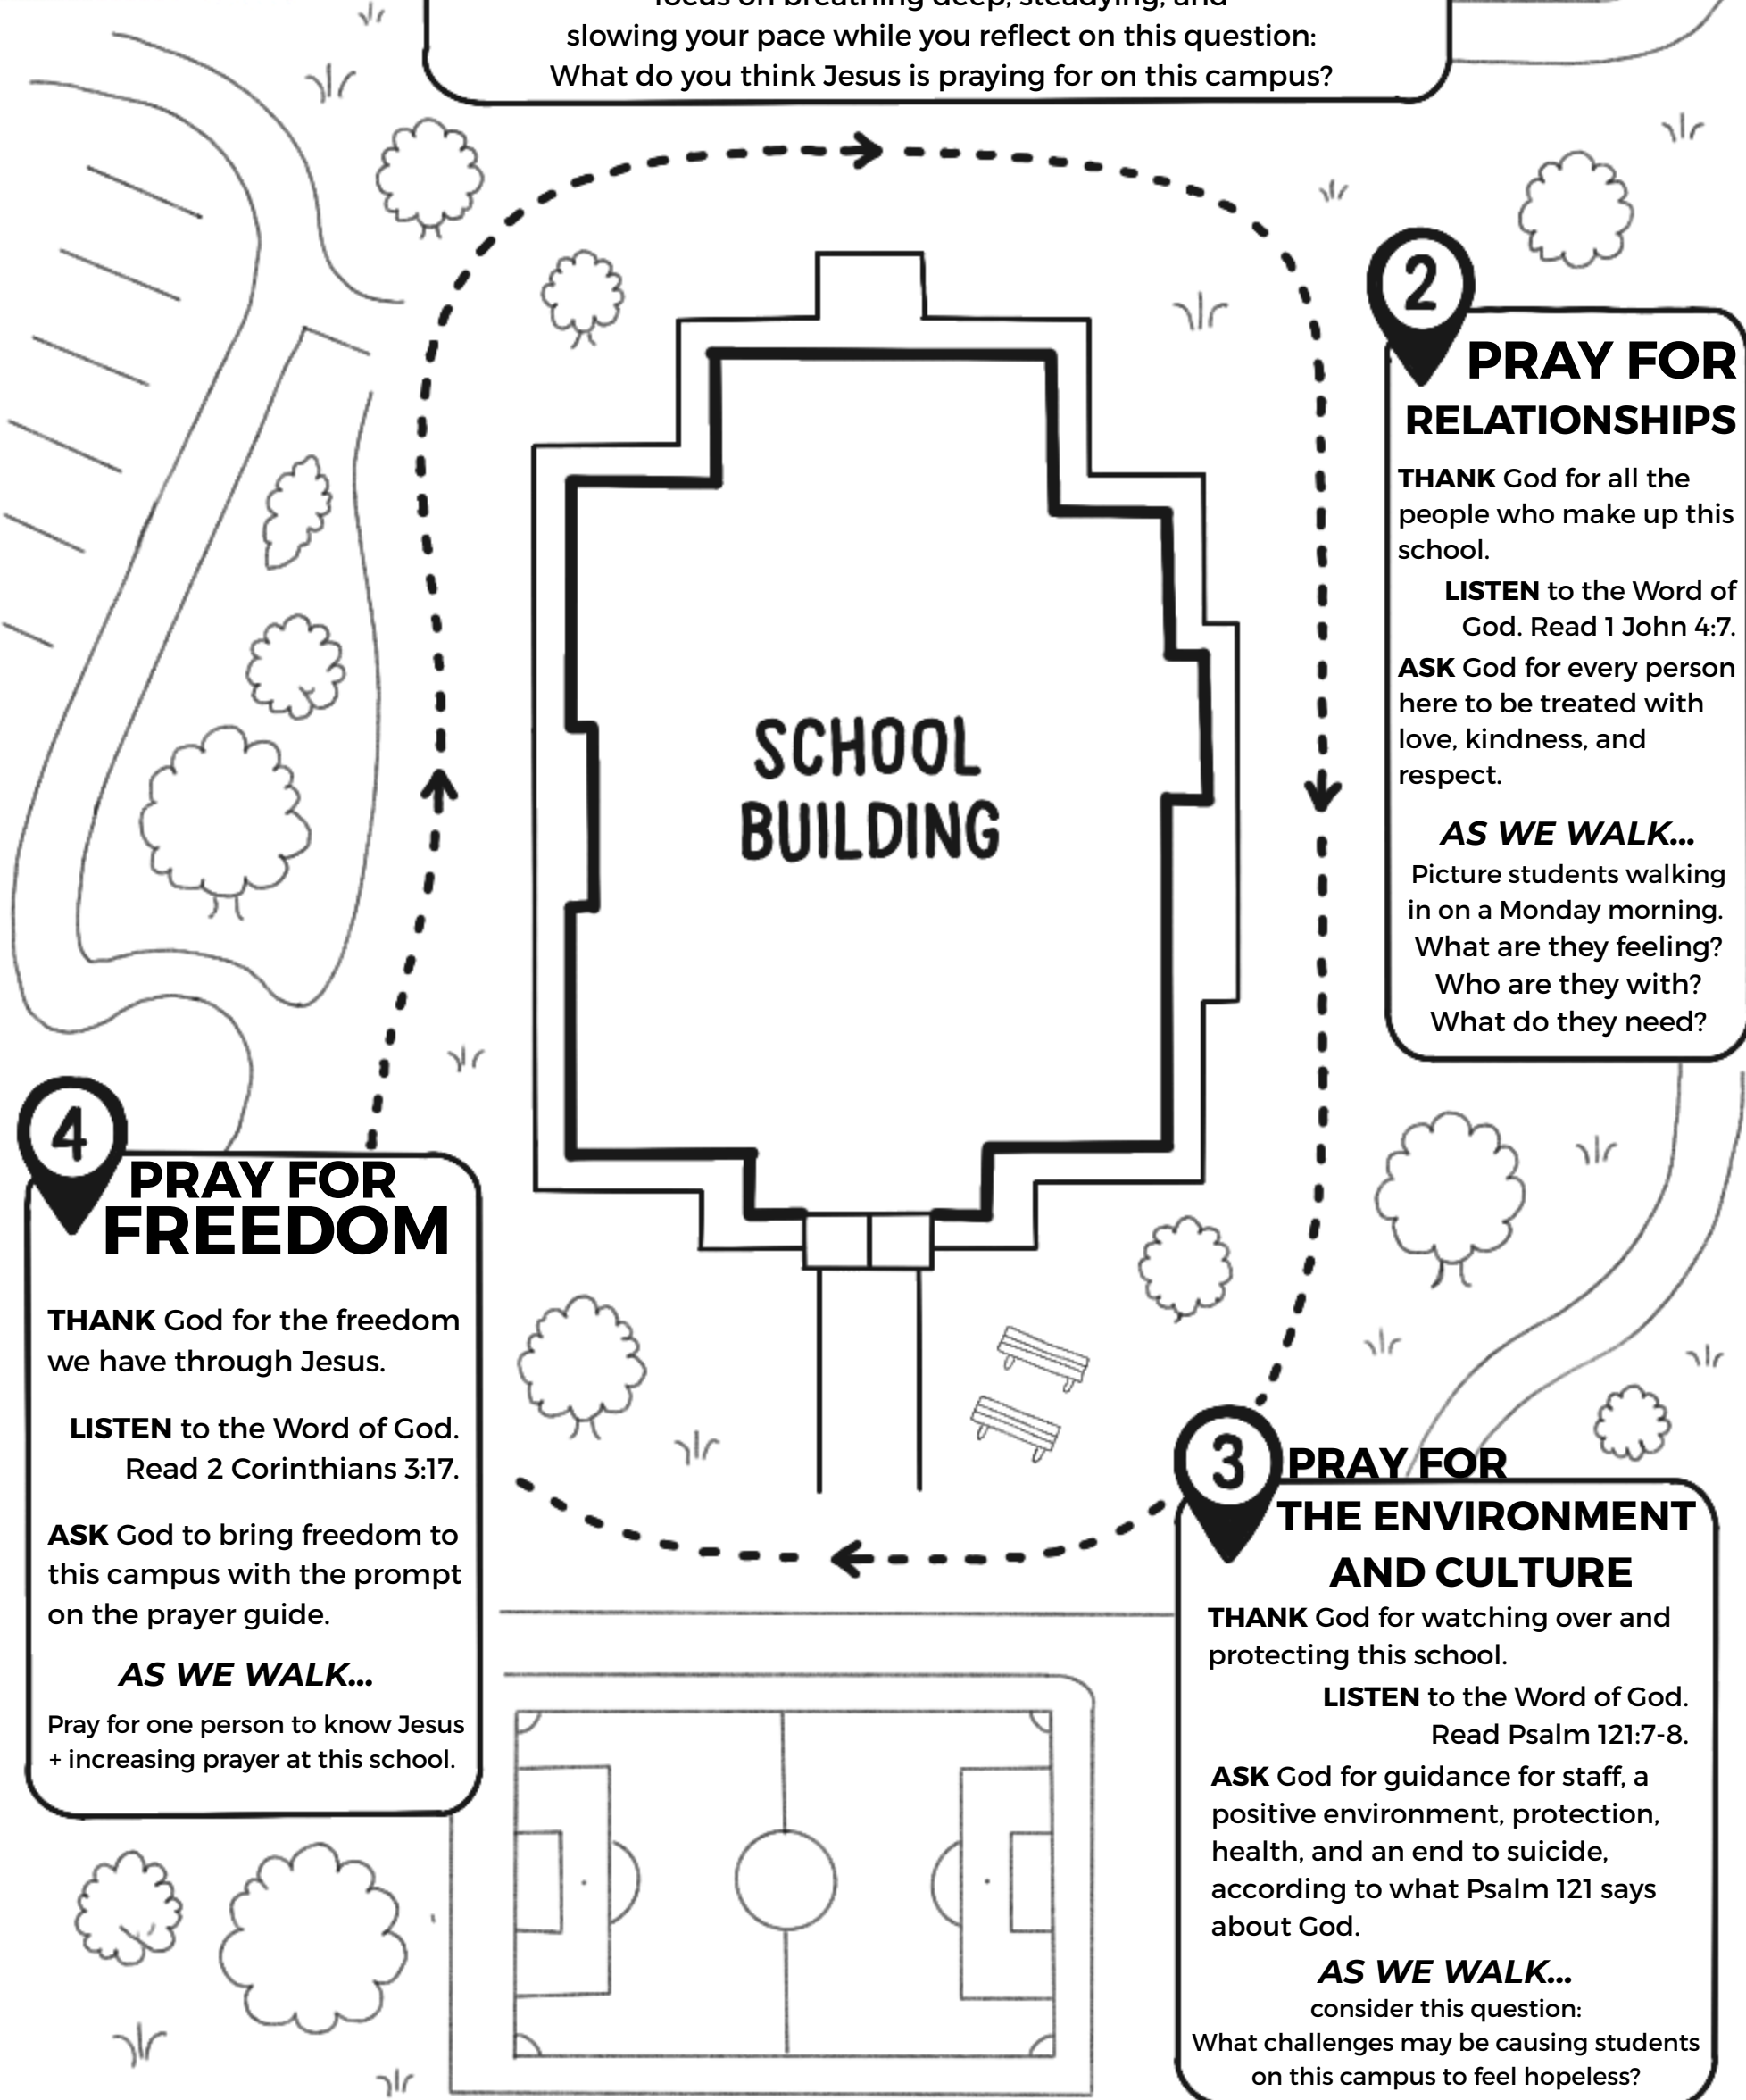 focus on breathing deep, steadying, and
slowing your pace while you reflect on this question:
What do you think Jesus is praying for on this campus?
2
PRAY FOR
RELATIONSHIPS
THANK God for all the
people who make up this
school.
LISTEN to the Word of
God. Read 1 John 4:7.
ASK God for every person
here to be treated with
love, kindness, and
respect.
AS WE WALK...
Picture students walking
in on a Monday morning.
What are they feeling?
Who are they with?
What do they need?
SCHOOL
BUILDING
3
PRAY FOR
THE ENVIRONMENT
AND CULTURE
THANK God for watching over and
protecting this school.
LISTEN to the Word of God.
Read Psalm 121:7-8.
ASK God for guidance for staff, a
positive environment, protection,
health, and an end to suicide,
according to what Psalm 121 says
about God.
AS WE WALK...
consider this question:
What challenges may be causing students
on this campus to feel hopeless?
4
PRAY FOR
FREEDOM
THANK God for the freedom
we have through Jesus.
LISTEN to the Word of God.
Read 2 Corinthians 3:17.
ASK God to bring freedom to
this campus with the prompt
on the prayer guide.
AS WE WALK...
Pray for one person to know Jesus
+ increasing prayer at this school.